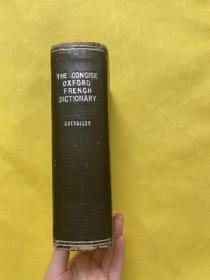 THE CONCISE
OXFORD
FRENCH
DICTIONARY
CHEVALLEY